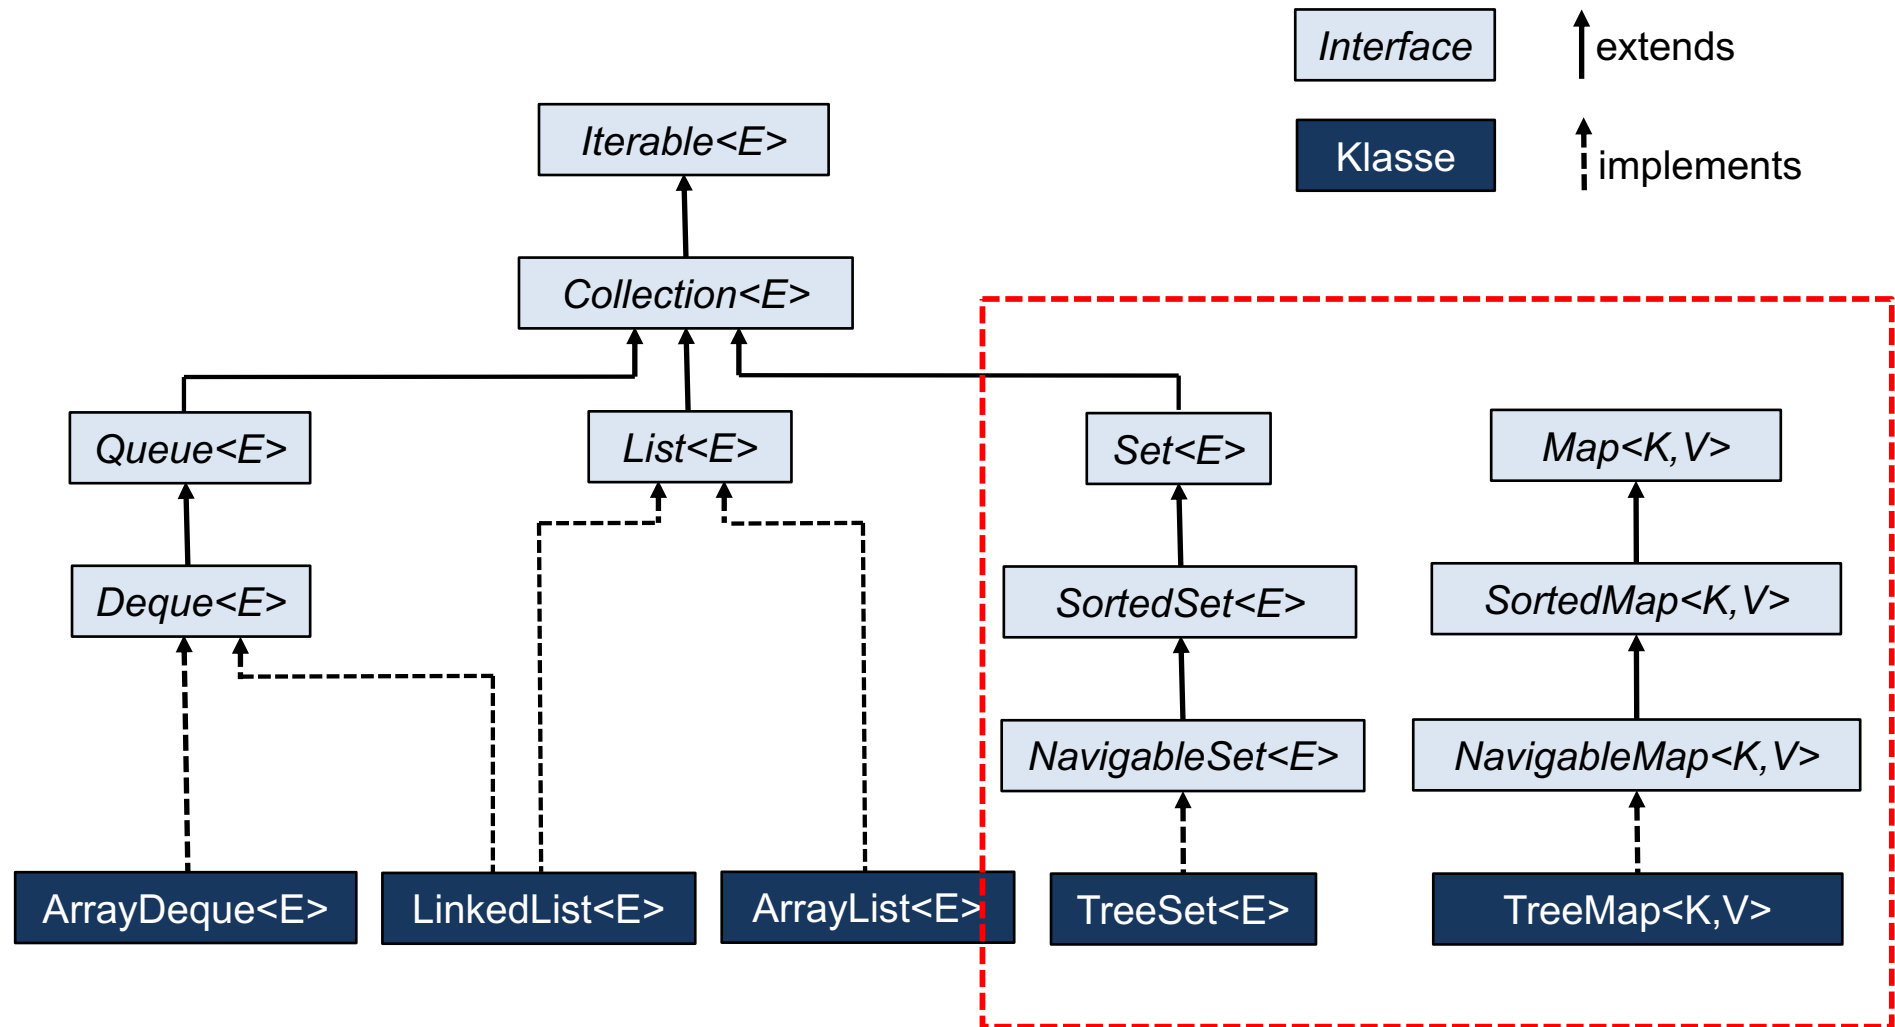 Interface
extends
Klasse
implements
Iterable<E>
Collection<E>
Queue<E>
List<E>
Set<E>
Map<K,V>
Deque<E>
SortedSet<E>
SortedMap<K,V>
NavigableSet<E>
NavigableMap<K,V>
ArrayDeque<E>
LinkedList<E>
ArrayList<E>
TreeSet<E>
TreeMap<K,V>